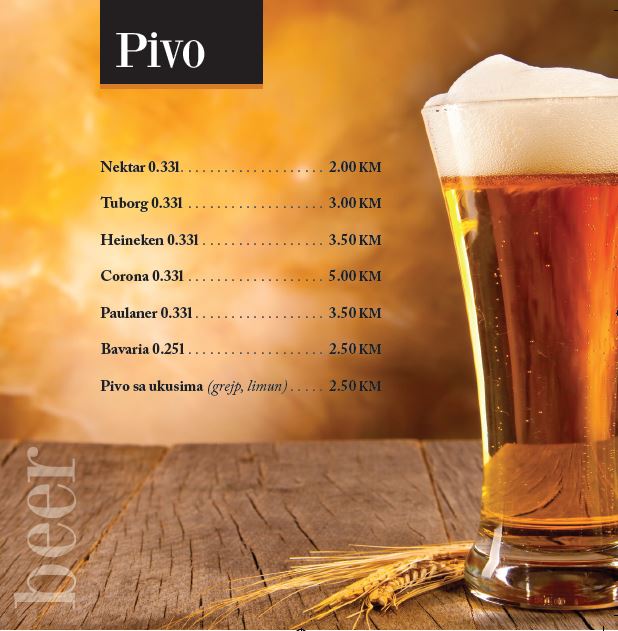 Pivo
Nektar 0.33l. . . . . . . . . . . . . . . . . . . . 2.00 KM
Tuborg 0.33l . . . . . . . . . . . . . . . . . . . 3.00 KM
Heineken 0.33l . . . . . . . . . . . . . . . . . 3.50 KM
Corona 0.33l . . . . . . . . . . . . . . . . . . . 5.00 KM
Paulaner 0.33l . . . . . . . . . . . . . . . . . . 3.50 KM
Bavaria 0.25l . . . . . . . . . . . . . . . . . . . 2.50 KM
Pivo sa ukusima (grejp, limun) . . . . . 2.50 KM
beer